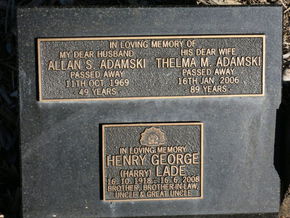 IN LOVING MEMORY OF
MY DEAR HUSBAND
ALLAN S. ADAMSKI
PASSED AWAY
11TH OCT. 1969
49 YEARS.
HIS DEAR WIFE
THELMA M. ADAMSKI
PASSED AWAY
16TH JAN. 2006
89 YEARS.
IN LOVING MEMORY
HENRY GEORGE
(HARRY) LADE
16.10.1918 - 16.6.2008
BROTHER, BROTHER-IN-LAW,
UNCLE & GREAT UNCLE